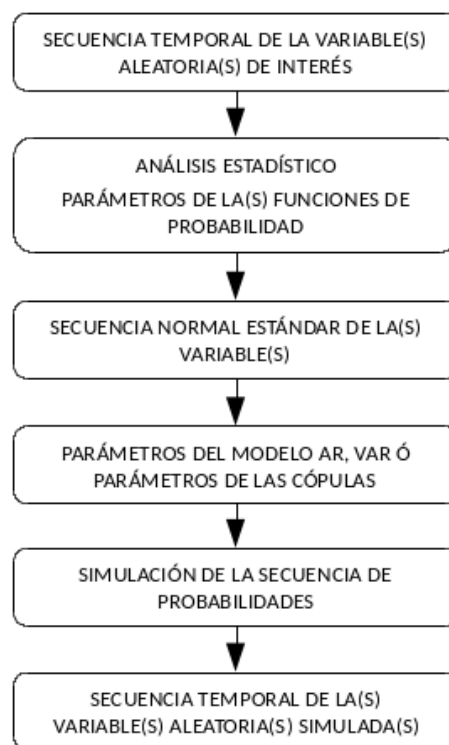 SECUENCIA TEMPORAL DE LA VARIABLE(S)
ALEATORIA(S) DE INTERÉS
ANÁLISIS ESTADÍSTICO
PARÁMETROS DE LA(S) FUNCIONES DE
PROBABILIDAD
SECUENCIA NORMAL ESTÁNDAR DE LA(S)
VARIABLE(S)
PARÁMETROS DEL MODELO AR, VAR Ó
PARÁMETROS DE LAS CÓPULAS
SIMULACIÓN DE LA SECUENCIA DE
PROBABILIDADES
SECUENCIA TEMPORAL DE LA(S)
VARIABLE(S) ALEATORIA(S) SIMULADA(S)